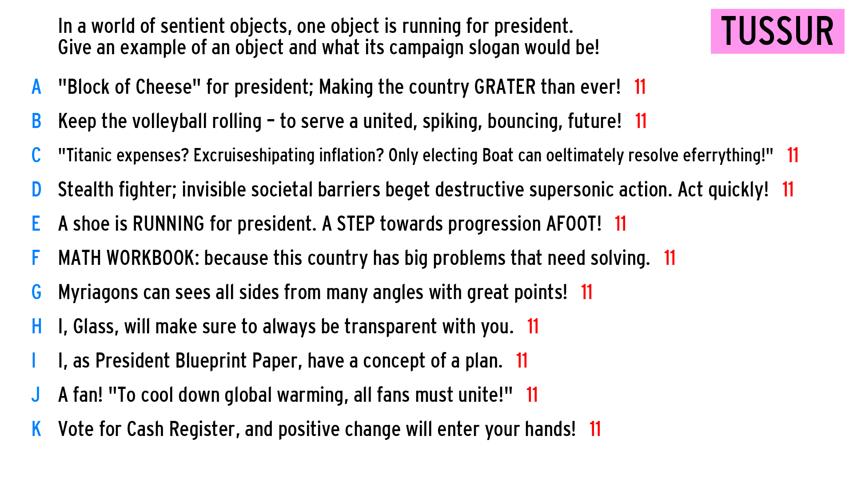 In a world of sentient objects, one object is running for president.
Give an example of an object and what its campaign slogan would be!
TUSSUR
A "Block of Cheese" for president; Making the country GRATER than ever! 11
B Keep the volleyball rolling - to serve a united, spiking, bouncing, future! 11
C "Titanic expenses? Excruiseshipating inflation? Only electing Boat can oeltimately resolve eferrything!" 11
D Stealth fighter; invisible societal barriers beget destructive supersonic action. Act quickly! 11
E A shoe is RUNNING for president. A STEP towards progression AFOOT! 11
F MATH WORKBOOK: because this country has big problems that need solving. 11
G Myriagons can sees all sides from many angles with great points! 11
H I, Glass, will make sure to always be transparent with you. 11
I I, as President Blueprint Paper, have a concept of a plan. 11
J A fan! "To cool down global warming, all fans must unite!" 11
K Vote for Cash Register, and positive change will enter your hands! 11